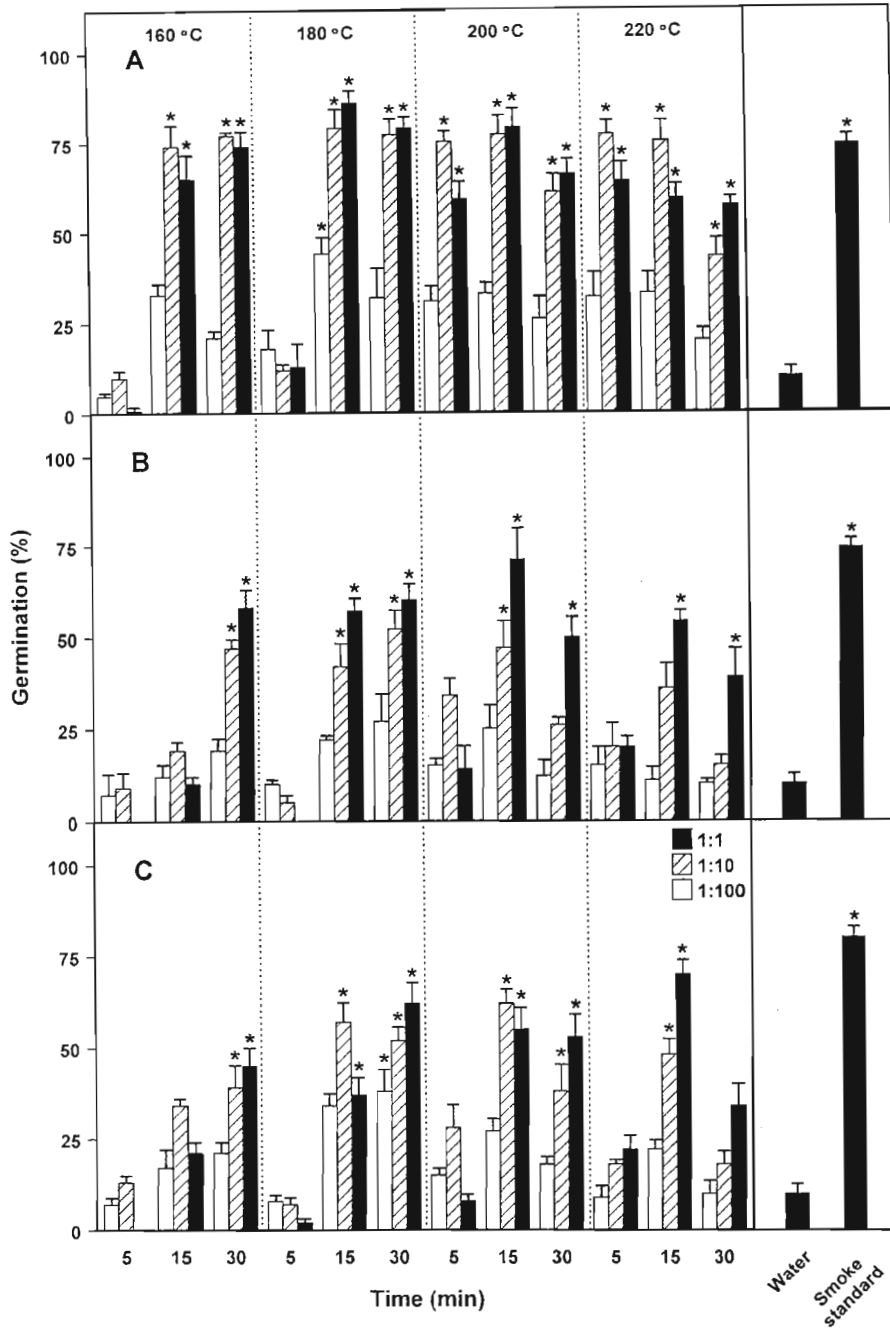 160 °C 180 °C 200 °C 220 °C
A
100
75
50
25
0
* * * * * * * * * * * * * * * * * * * *
B
100
75
50
25
0
* * * * * * * * * * * *
Germination (%)
C
1:1
1:10
1:100
100
75
50
25
0
* * * * * * * * * * * * *
5 15 30 5 15 30 5 15 30 5 15 30
Time (min)
Water
Smoke
standard